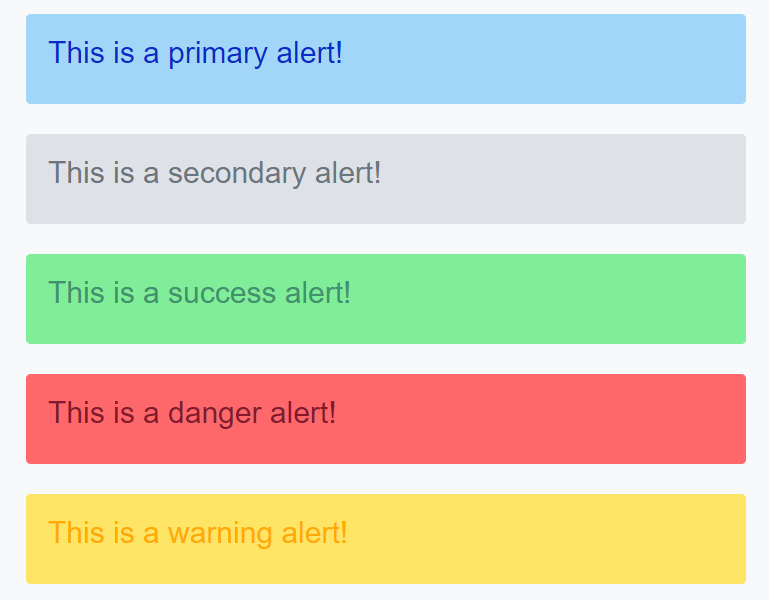 This is a primary alert!
This is a secondary alert!
This is a success alert!
This is a danger alert!
This is a warning alert!